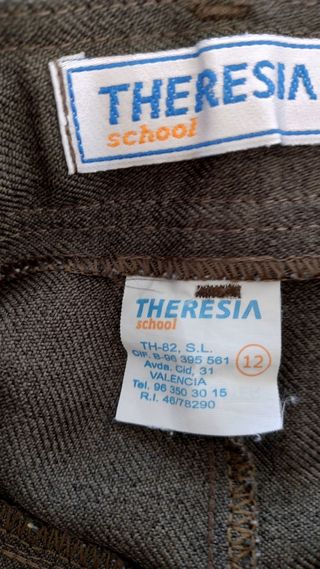 THERESIA
school
THERESIA
school
TH-82, S.L.
CIF. B-96 395 561
12
Avda. Cid, 31
VALENCIA
Tel. 96 350 30 15
R.I. 46/78290